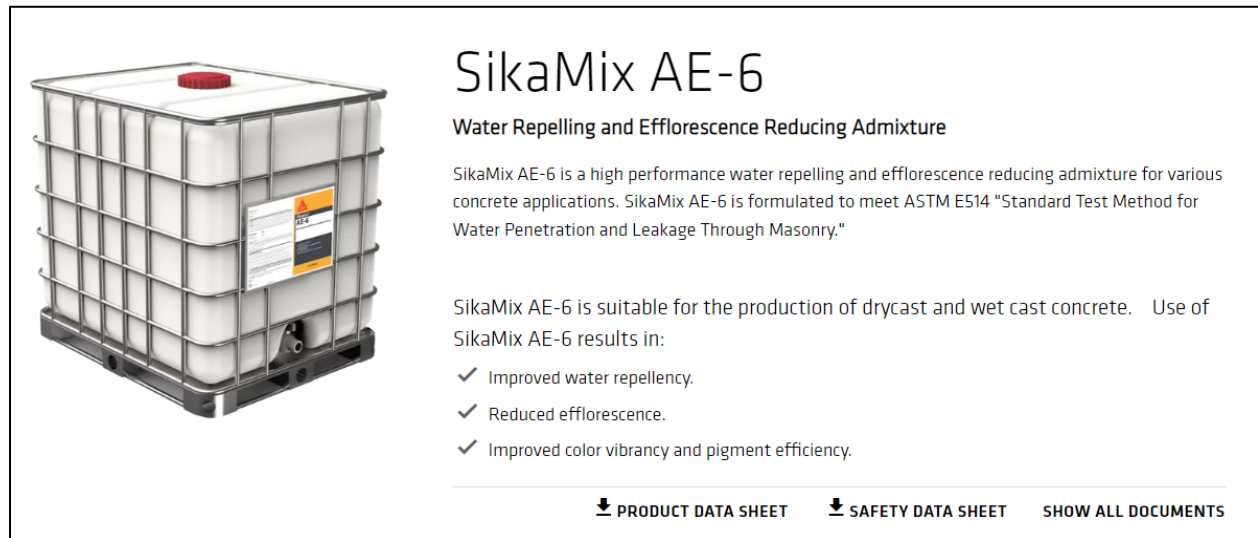 SikaMix AE-6
Water Repelling and Efflorescence Reducing Admixture
SikaMix AE-6 is a high performance water repelling and efflorescence reducing admixture for various
concrete applications. SikaMix AE-6 is formulated to meet ASTM E514 "Standard Test Method for
Water Penetration and Leakage Through Masonry."
SikaMix AE-6 is suitable for the production of drycast and wet cast concrete. Use of
SikaMix AE-6 results in:
Improved water repellency.
Reduced efflorescence.
Improved color vibrancy and pigment efficiency.
PRODUCT DATA SHEET SAFETY DATA SHEET SHOW ALL DOCUMENTS
AE-6